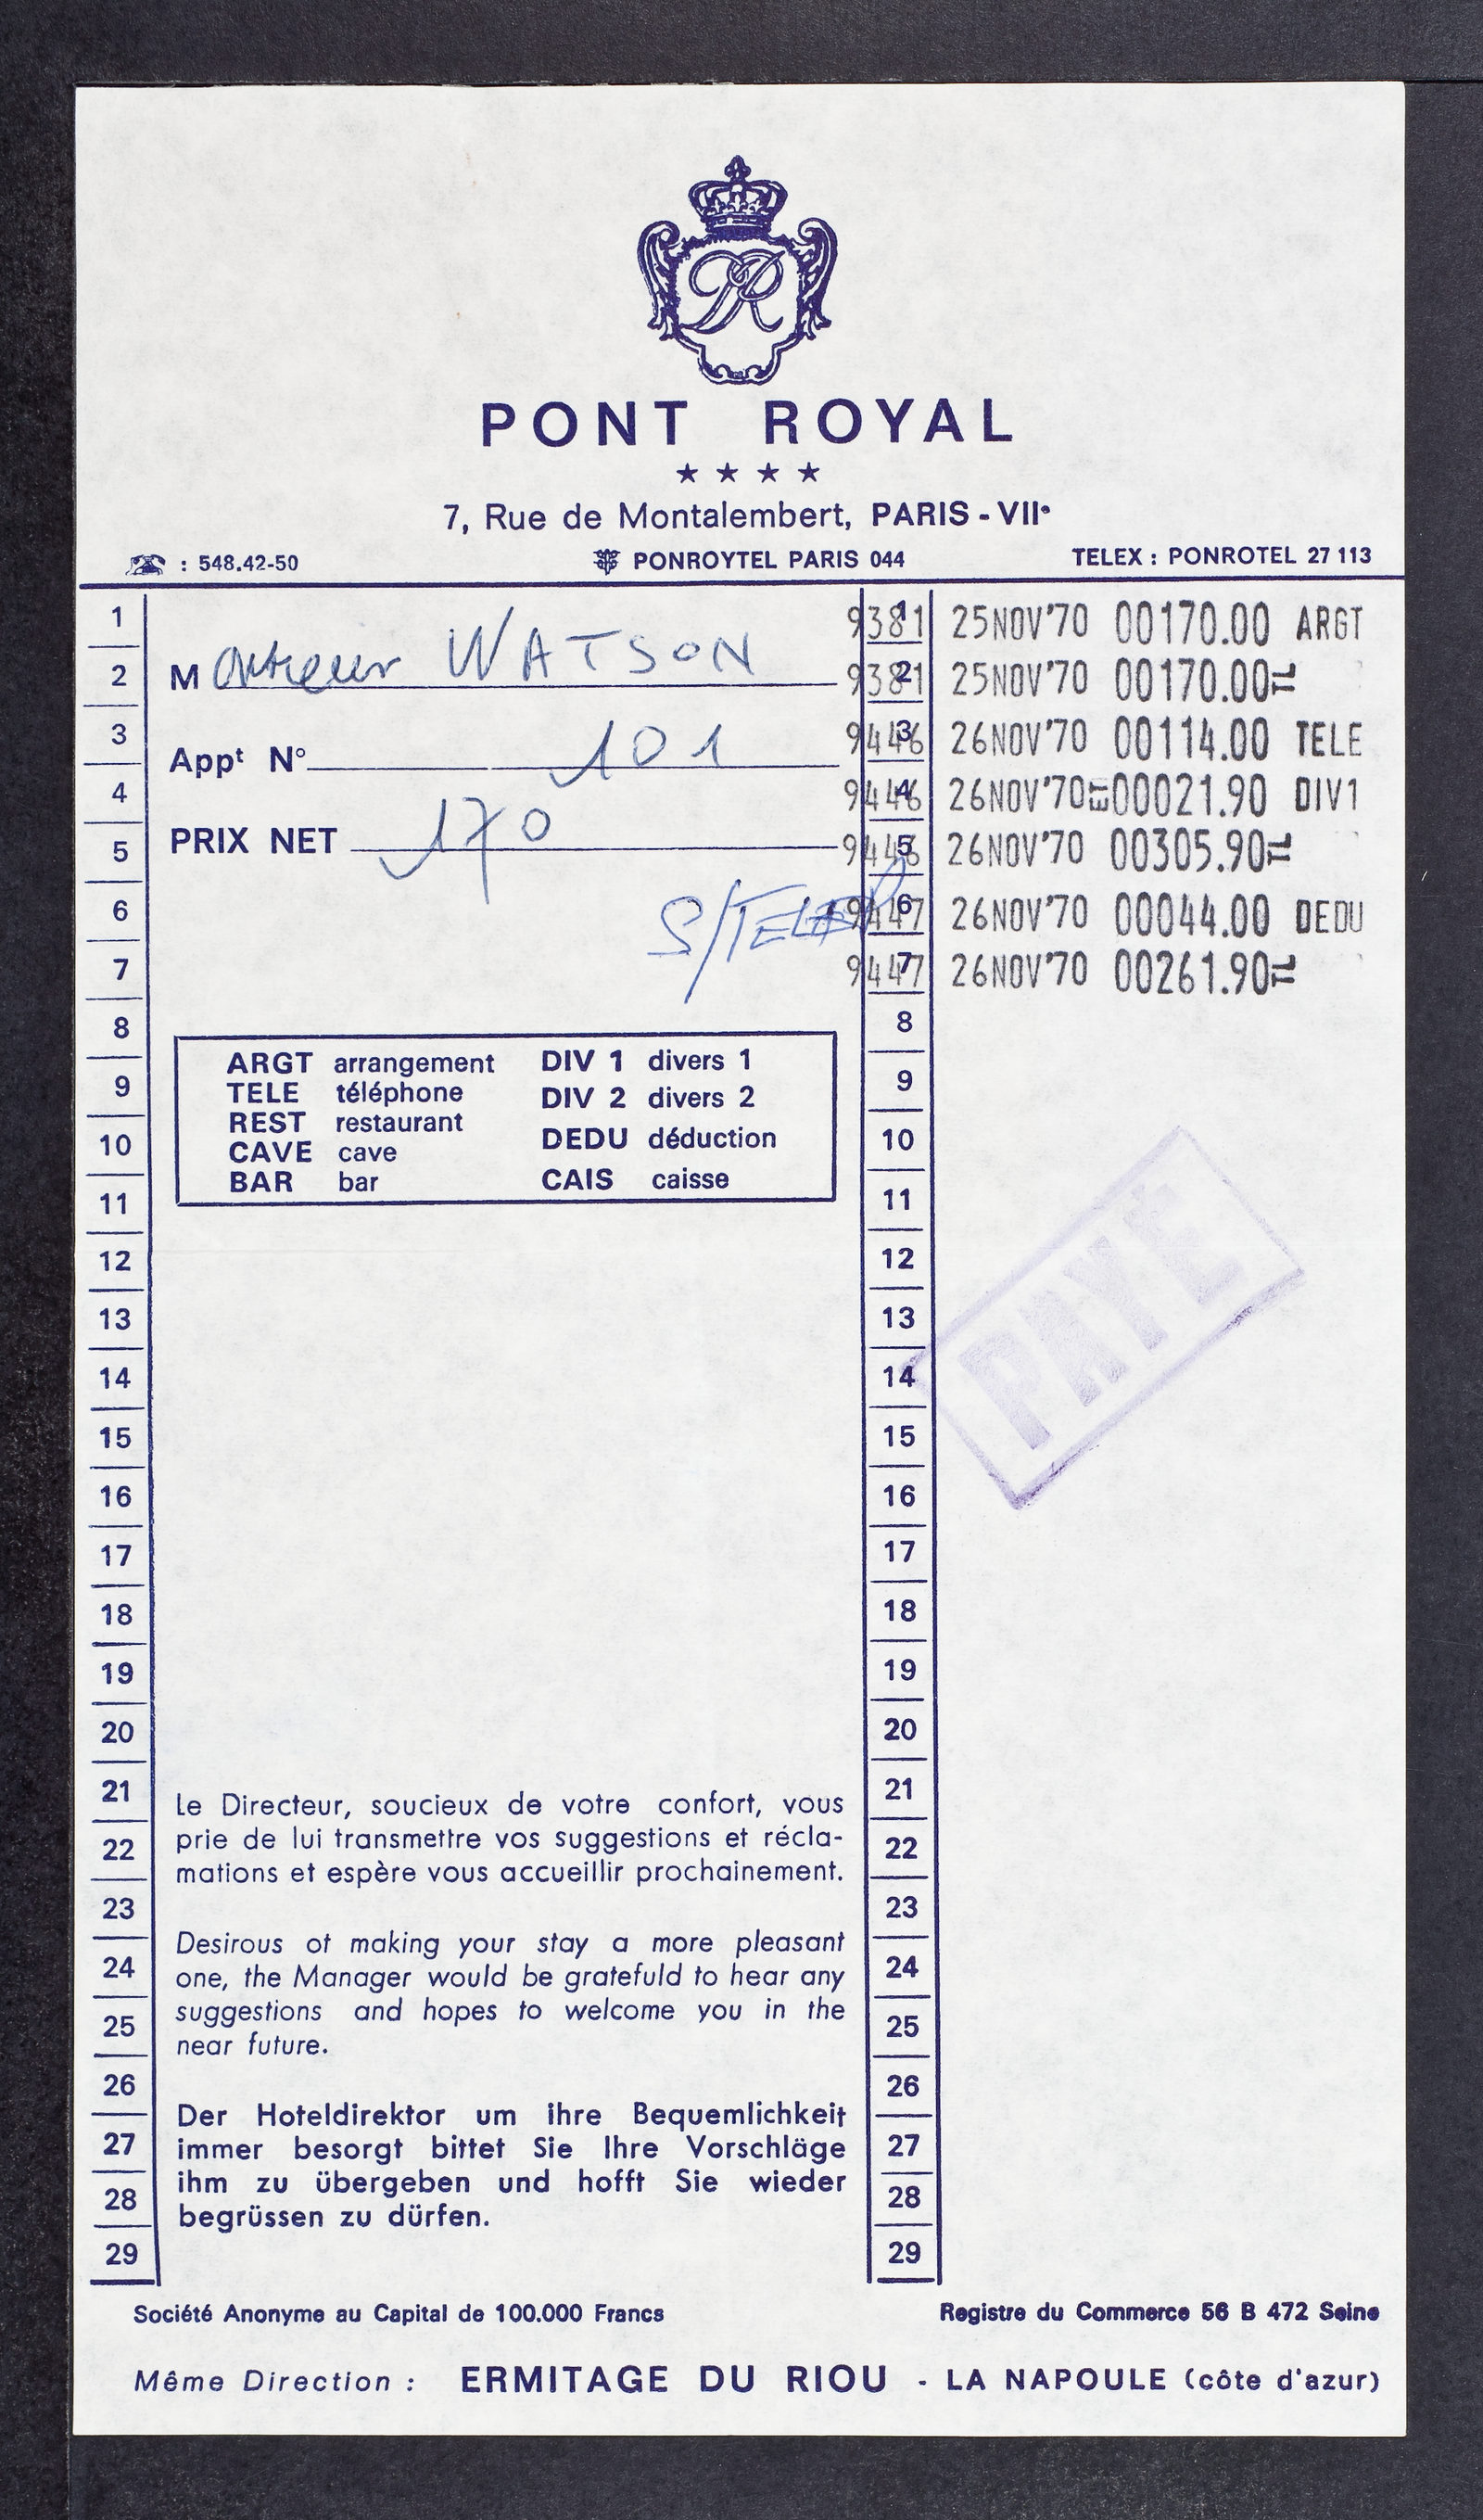 PR
PONT ROYAL
★ ★ ★ ★
7, Rue de Montalembert, PARIS - VIIe
☎ : 548.42-50 PONROYTEL PARIS 044 TELEX : PONROTEL 27 113
Monsieur WATSON
Appt N° 101
PRIX NET 170
S/TELEP
1 9381 25NOV'70 00170.00 ARGT
2 9381 25NOV'70 00170.00 TL
3 9446 26NOV'70 00114.00 TELE
4 9446 26NOV'70 ET 00021.90 DIV1
5 9446 26NOV'70 00305.90 TL
6 9447 26NOV'70 00044.00 DEDU
7 9447 26NOV'70 00261.90 TL
8
9
10
11
12
13
14
15
16
17
18
19
20
21
22
23
24
25
26
27
28
29
ARGT arrangement DIV 1 divers 1
TELE téléphone DIV 2 divers 2
REST restaurant
CAVE cave DEDU déduction
BAR bar CAIS caisse
PAYÉ
Le Directeur, soucieux de votre confort, vous
prie de lui transmettre vos suggestions et récla-
mations et espère vous accueillir prochainement.
Desirous of making your stay a more pleasant
one, the Manager would be gratefuld to hear any
suggestions and hopes to welcome you in the
near future.
Der Hoteldirektor um ihre Bequemlichkeit
immer besorgt bittet Sie Ihre Vorschläge
ihm zu übergeben und hofft Sie wieder
begrüssen zu dürfen.
1
2
3
4
5
6
7
8
9
10
11
12
13
14
15
16
17
18
19
20
21
22
23
24
25
26
27
28
29
Société Anonyme au Capital de 100.000 Francs Registre du Commerce 56 B 472 Seine
Même Direction : ERMITAGE DU RIOU - LA NAPOULE (côte d'azur)